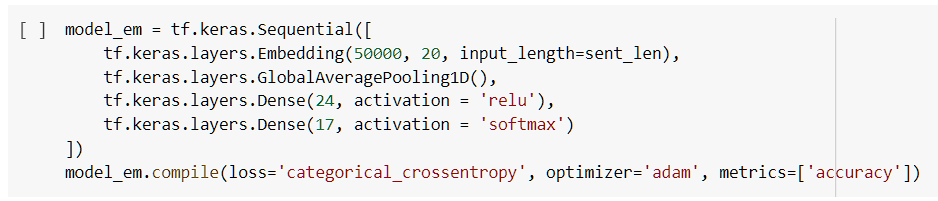 [ ] model_em = tf.keras.Sequential([
tf.keras.layers.Embedding(50000, 20, input_length=sent_len),
tf.keras.layers.GlobalAveragePooling1D(),
tf.keras.layers.Dense(24, activation = 'relu'),
tf.keras.layers.Dense(17, activation = 'softmax')
])
model_em.compile(loss='categorical_crossentropy', optimizer='adam', metrics=['accuracy'])